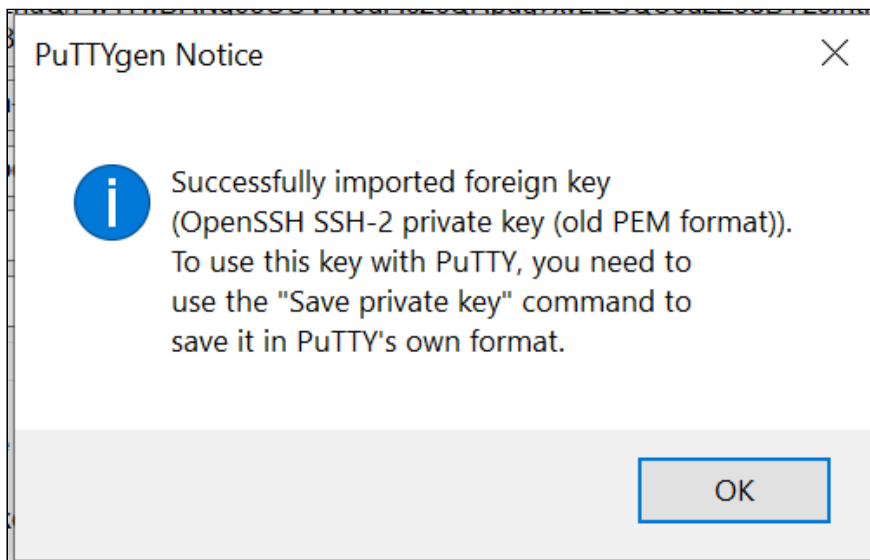 PuTTYgen Notice
Successfully imported foreign key
(OpenSSH SSH-2 private key (old PEM format)).
To use this key with PuTTY, you need to
use the "Save private key" command to
save it in PuTTY's own format.
OK